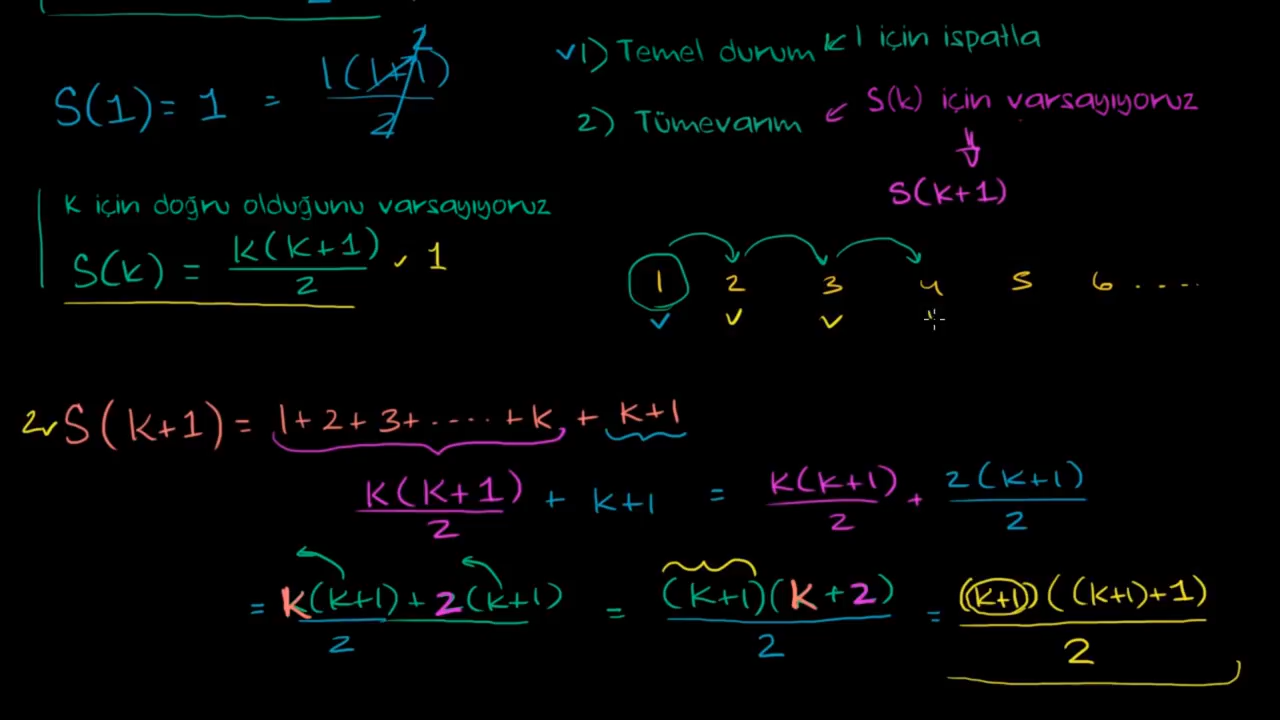 S(1) = 1 = 1(1+1)/2 2
√1) Temel durum ← 1 için ispatla
2) Tümevarım ← S(k) için varsayıyoruz
↓
S(k+1)
K için doğru olduğunu varsayıyoruz
S(k) = K(K+1)/2 ✓ 1
1 2 3 4 5 6 ....
✓ ✓ ✓
2✓ S(K+1) = 1+2+3+.....+K + K+1
K(K+1)/2 + K+1 = K(K+1)/2 + 2(K+1)/2
= K(K+1)+2(K+1)/2 = (K+1)(K+2)/2 = ((K+1))((K+1)+1)/2